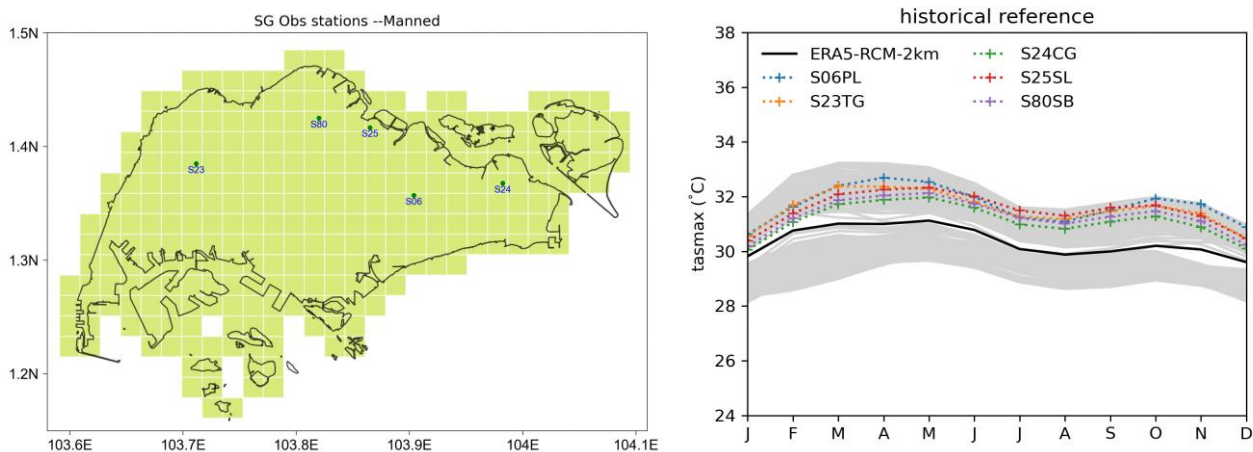 SG Obs stations --Manned
1.5N
1.4N
1.3N
1.2N
103.6E
103.7E
103.8E
103.9E
104E
104.1E
S80
S25
S23
S24
S06
historical reference
tasmax (˚C)
38
36
34
32
30
28
26
24
ERA5-RCM-2km
S06PL
S23TG
S24CG
S25SL
S80SB
J F M A M J J A S O N D